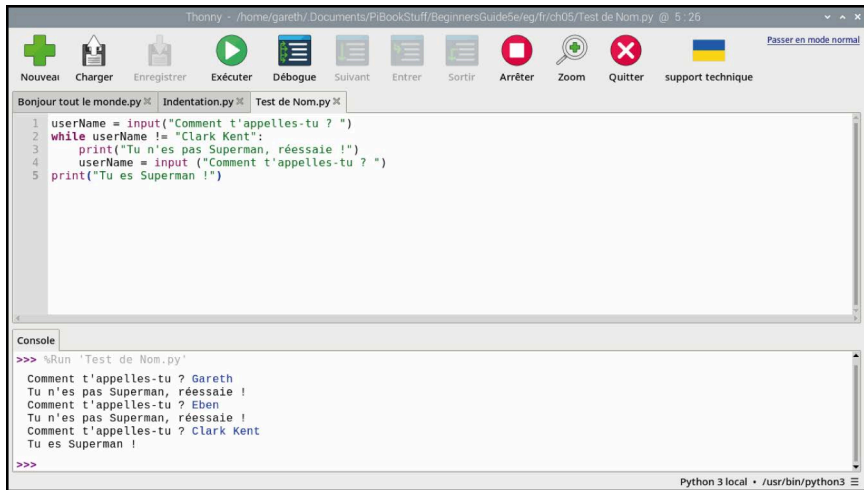 Thonny - /home/gareth/.Documents/PiBookStuff/BeginnersGuide5e/eg/fr/ch05/Test de Nom.py @ 5:26
Passer en mode normal
Nouveau Charger Enregistrer Exécuter Débogue Suivant Entrer Sortir Arrêter Zoom Quitter support technique
Bonjour tout le monde.py Indentation.py Test de Nom.py
1 userName = input("Comment t'appelles-tu ? ")
2 while userName != "Clark Kent":
3 print("Tu n'es pas Superman, réessaie !")
4 userName = input ("Comment t'appelles-tu ? ")
5 print("Tu es Superman !")
Console
>>> %Run 'Test de Nom.py'
Comment t'appelles-tu ? Gareth
Tu n'es pas Superman, réessaie !
Comment t'appelles-tu ? Eben
Tu n'es pas Superman, réessaie !
Comment t'appelles-tu ? Clark Kent
Tu es Superman !
>>>
Python 3 local • /usr/bin/python3 ☰